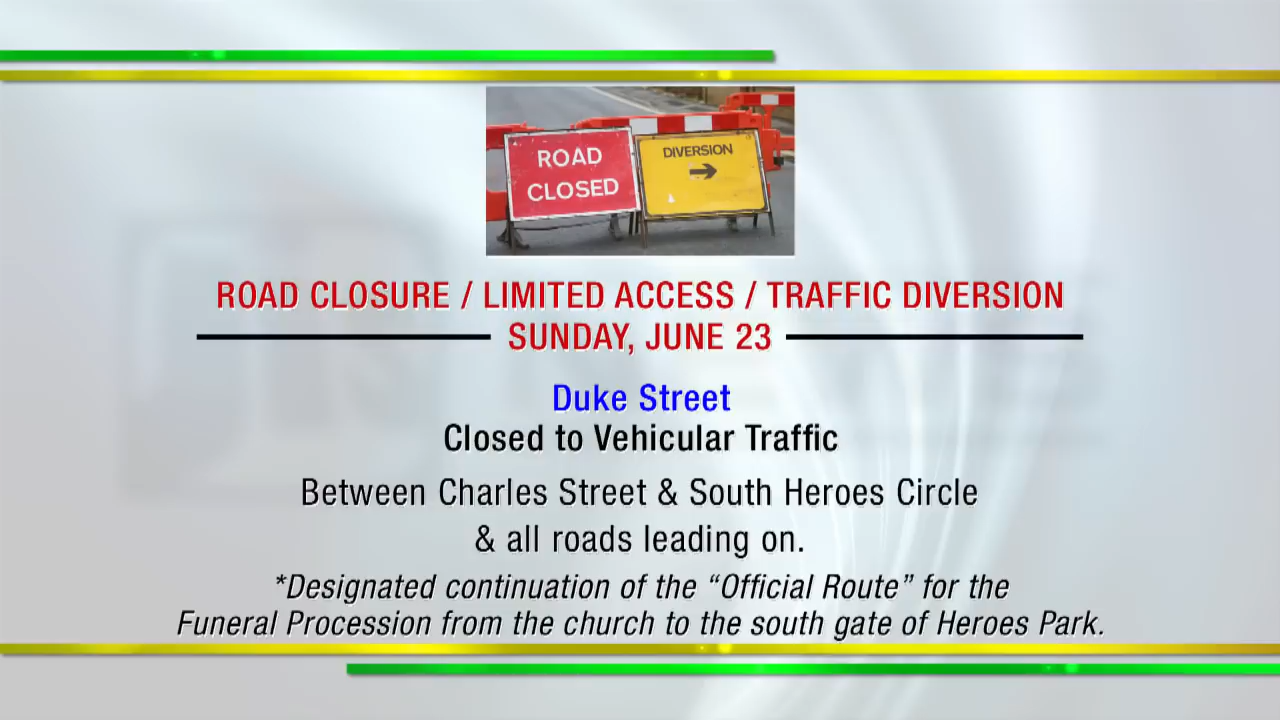 ROAD
CLOSED
DIVERSION
ROAD CLOSURE / LIMITED ACCESS / TRAFFIC DIVERSION
SUNDAY, JUNE 23
Duke Street
Closed to Vehicular Traffic
Between Charles Street & South Heroes Circle
& all roads leading on.
*Designated continuation of the “Official Route” for the
Funeral Procession from the church to the south gate of Heroes Park.